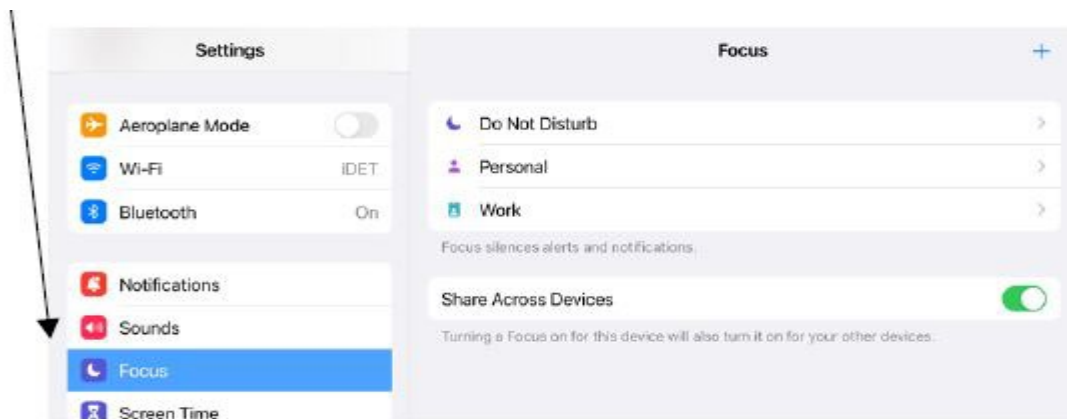 Settings
Aeroplane Mode
Wi-Fi iDET
Bluetooth On
Notifications
Sounds
Focus
Screen Time
Focus +
Do Not Disturb
Personal
Work
Focus silences alerts and notifications.
Share Across Devices
Turning a Focus on for this device will also turn it on for your other devices.